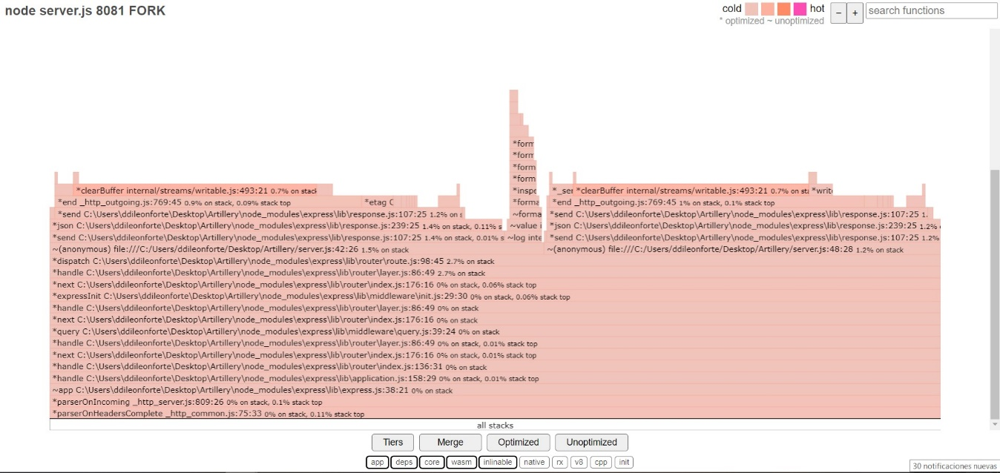 node server.js 8081 FORK
cold hot
* optimized ~ unoptimized
− +
search functions
*form
*form
*form
*form
*clearBuffer internal/streams/writable.js:493:21 0.7% on stack *inspe *_ser *clearBuffer internal/streams/writable.js:493:21 0.7% on sta *write
*end _http_outgoing.js:769:45 0.9% on stack, 0.09% stack top *etag C *forma *end _http_outgoing.js:769:45 1% on stack, 0.1% stack top
*send C:\Users\ddileonforte\Desktop\Artillery\node_modules\express\lib\response.js:107:25 1.2% on s ~forma *send C:\Users\ddileonforte\Desktop\Artillery\node_modules\express\lib\response.js:107:25 1.
*json C:\Users\ddileonforte\Desktop\Artillery\node_modules\express\lib\response.js:239:25 1.4% on stack, 0.11% s ~value i *json C:\Users\ddileonforte\Desktop\Artillery\node_modules\express\lib\response.js:239:25 1.2%
*send C:\Users\ddileonforte\Desktop\Artillery\node_modules\express\lib\response.js:107:25 1.4% on stack, 0.01% s ~log inte *send C:\Users\ddileonforte\Desktop\Artillery\node_modules\express\lib\response.js:107:25 1.2%
~(anonymous) file:///C:/Users/ddileonforte/Desktop/Artillery/server.js:42:26 1.5% on stack ~(anonymous) file:///C:/Users/ddileonforte/Desktop/Artillery/server.js:48:28 1.2% on stack
*dispatch C:\Users\ddileonforte\Desktop\Artillery\node_modules\express\lib\router\route.js:98:45 2.7% on stack
*handle C:\Users\ddileonforte\Desktop\Artillery\node_modules\express\lib\router\layer.js:86:49 2.7% on stack
*next C:\Users\ddileonforte\Desktop\Artillery\node_modules\express\lib\router\index.js:176:16 0% on stack, 0.06% stack top
*expressInit C:\Users\ddileonforte\Desktop\Artillery\node_modules\express\lib\middleware\init.js:29:30 0% on stack, 0.06% stack top
*handle C:\Users\ddileonforte\Desktop\Artillery\node_modules\express\lib\router\layer.js:86:49 0% on stack
*next C:\Users\ddileonforte\Desktop\Artillery\node_modules\express\lib\router\index.js:176:16 0% on stack
*query C:\Users\ddileonforte\Desktop\Artillery\node_modules\express\lib\middleware\query.js:39:24 0% on stack
*handle C:\Users\ddileonforte\Desktop\Artillery\node_modules\express\lib\router\layer.js:86:49 0% on stack, 0.01% stack top
*next C:\Users\ddileonforte\Desktop\Artillery\node_modules\express\lib\router\index.js:176:16 0% on stack, 0.01% stack top
*handle C:\Users\ddileonforte\Desktop\Artillery\node_modules\express\lib\router\index.js:136:31 0% on stack
*handle C:\Users\ddileonforte\Desktop\Artillery\node_modules\express\lib\application.js:158:29 0% on stack, 0.01% stack top
~app C:\Users\ddileonforte\Desktop\Artillery\node_modules\express\lib\express.js:38:21 0% on stack
*parserOnIncoming _http_server.js:809:26 0% on stack, 0.1% stack top
*parserOnHeadersComplete _http_common.js:75:33 0% on stack, 0.11% stack top
all stacks
Tiers Merge Optimized Unoptimized
app deps core wasm inlinable native rx v8 cpp init
30 notificaciones nuevas